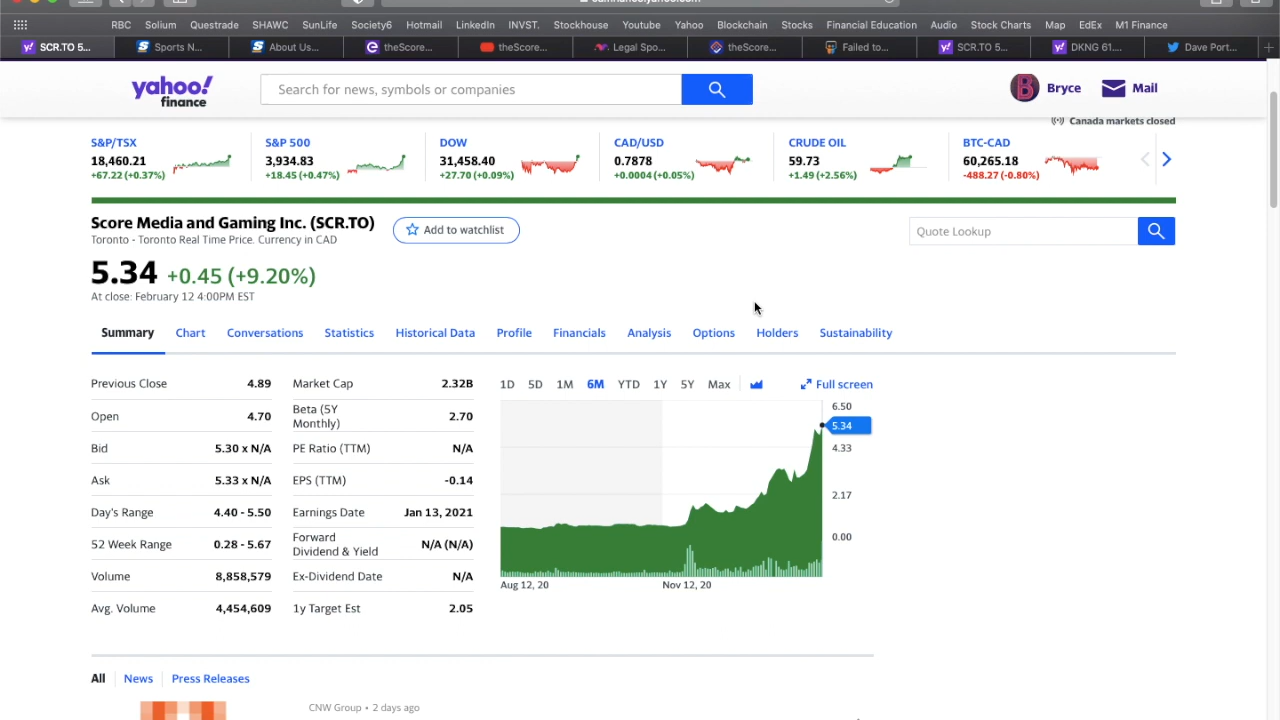 RBC Solium Questrade SHAWC SunLife Society6 Hotmail LinkedIn INVST. Stockhouse Youtube Yahoo Blockchain Stocks Financial Education Audio Stock Charts Map EdEx M1 Finance
SCR.TO 5... Sports N... About Us... theScore... theScore... Legal Spo... theScore... Failed to... SCR.TO 5... DKNG 61.... Dave Port...
yahoo! finance
Search for news, symbols or companies
Bryce Mail
Canada markets closed
S&P/TSX S&P 500 DOW CAD/USD CRUDE OIL BTC-CAD
18,460.21 3,934.83 31,458.40 0.7878 59.73 60,265.18
+67.22 (+0.37%) +18.45 (+0.47%) +27.70 (+0.09%) +0.0004 (+0.05%) +1.49 (+2.56%) -488.27 (-0.80%)
Score Media and Gaming Inc. (SCR.TO) Add to watchlist Quote Lookup
Toronto - Toronto Real Time Price. Currency in CAD
5.34 +0.45 (+9.20%)
At close: February 12 4:00PM EST
Summary Chart Conversations Statistics Historical Data Profile Financials Analysis Options Holders Sustainability
Previous Close 4.89
Open 4.70
Bid 5.30 x N/A
Ask 5.33 x N/A
Day's Range 4.40 - 5.50
52 Week Range 0.28 - 5.67
Volume 8,858,579
Avg. Volume 4,454,609
Market Cap 2.32B
Beta (5Y
Monthly) 2.70
PE Ratio (TTM) N/A
EPS (TTM) -0.14
Earnings Date Jan 13, 2021
Forward
Dividend & Yield N/A (N/A)
Ex-Dividend Date N/A
1y Target Est 2.05
1D 5D 1M 6M YTD 1Y 5Y Max Full screen
6.50
5.34
4.33
2.17
0.00
Aug 12, 20 Nov 12, 20
All News Press Releases
CNW Group • 2 days ago